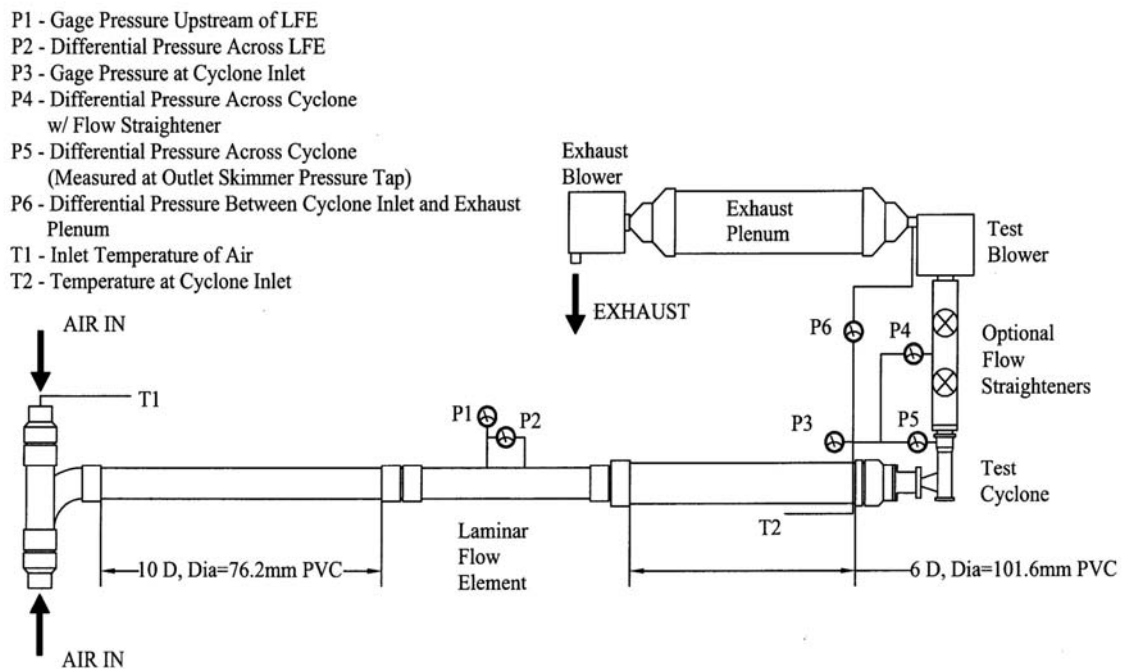 P1 - Gage Pressure Upstream of LFE
P2 - Differential Pressure Across LFE
P3 - Gage Pressure at Cyclone Inlet
P4 - Differential Pressure Across Cyclone
w/ Flow Straightener
P5 - Differential Pressure Across Cyclone
(Measured at Outlet Skimmer Pressure Tap)
P6 - Differential Pressure Between Cyclone Inlet and Exhaust
Plenum
T1 - Inlet Temperature of Air
T2 - Temperature at Cyclone Inlet
Exhaust
Blower
Exhaust
Plenum
Test
Blower
AIR IN
EXHAUST
P6
P4
Optional
Flow
Straighteners
T1
P1
P2
P3
P5
Test
Cyclone
T2
Laminar
Flow
Element
10 D, Dia=76.2mm PVC
6 D, Dia=101.6mm PVC
AIR IN